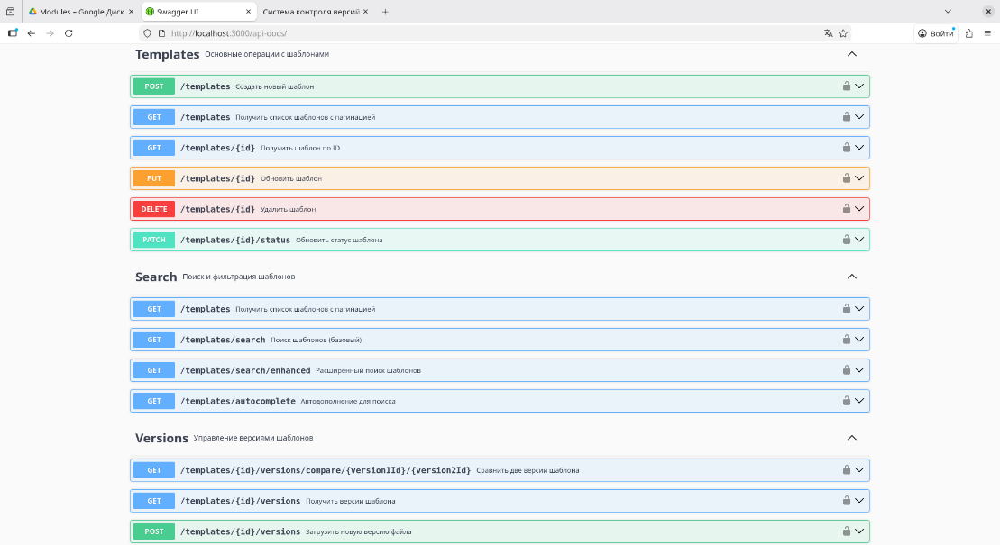 Modules – Google Диск
Swagger UI
Система контроля версий
http://localhost:3000/api-docs/
Войти
Templates Основные операции с шаблонами
POST /templates Создать новый шаблон
GET /templates Получить список шаблонов с пагинацией
GET /templates/{id} Получить шаблон по ID
PUT /templates/{id} Обновить шаблон
DELETE /templates/{id} Удалить шаблон
PATCH /templates/{id}/status Обновить статус шаблона
Search Поиск и фильтрация шаблонов
GET /templates Получить список шаблонов с пагинацией
GET /templates/search Поиск шаблонов (базовый)
GET /templates/search/enhanced Расширенный поиск шаблонов
GET /templates/autocomplete Автодополнение для поиска
Versions Управление версиями шаблонов
GET /templates/{id}/versions/compare/{version1Id}/{version2Id} Сравнить две версии шаблона
GET /templates/{id}/versions Получить версии шаблона
POST /templates/{id}/versions Загрузить новую версию файла